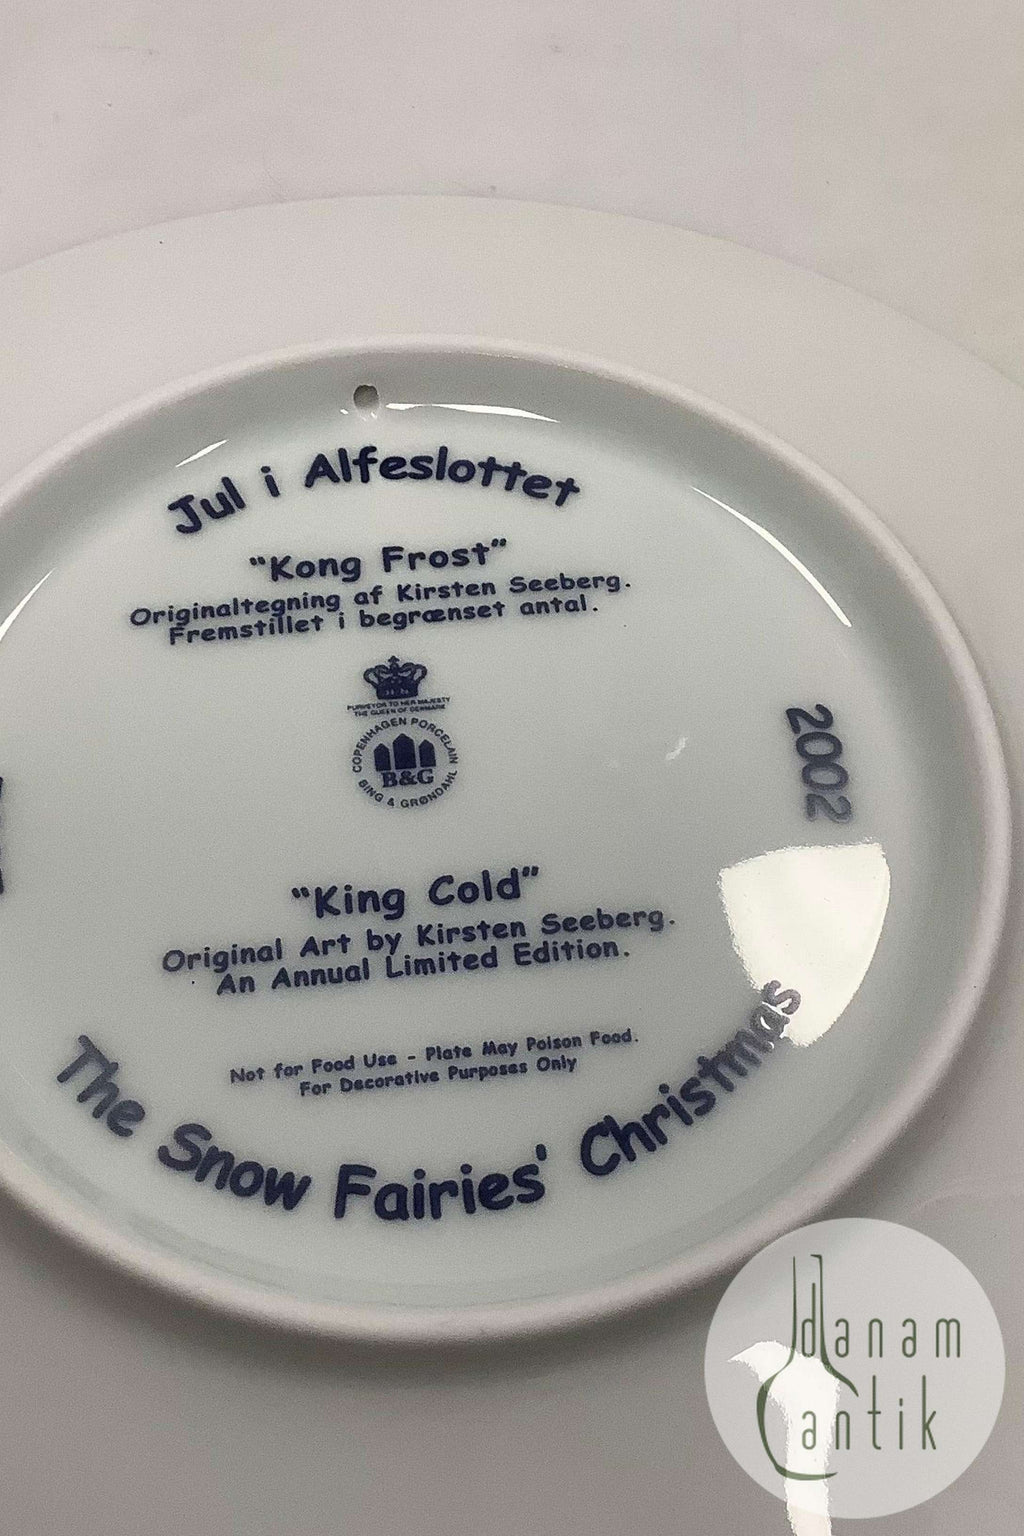 Jul i Alfeslottet
"Kong Frost"
Originaltegning af Kirsten Seeberg.
Fremstillet i begrænset antal.
PURVEYOR TO HER MAJESTY
THE QUEEN OF DENMARK
COPENHAGEN PORCELAIN
B&G
BING & GRØNDAHL
2002
"King Cold"
Original Art by Kirsten Seeberg.
An Annual Limited Edition.
Not for Food Use - Plate May Poison Food.
For Decorative Purposes Only
The Snow Fairies' Christmas
danam
antik